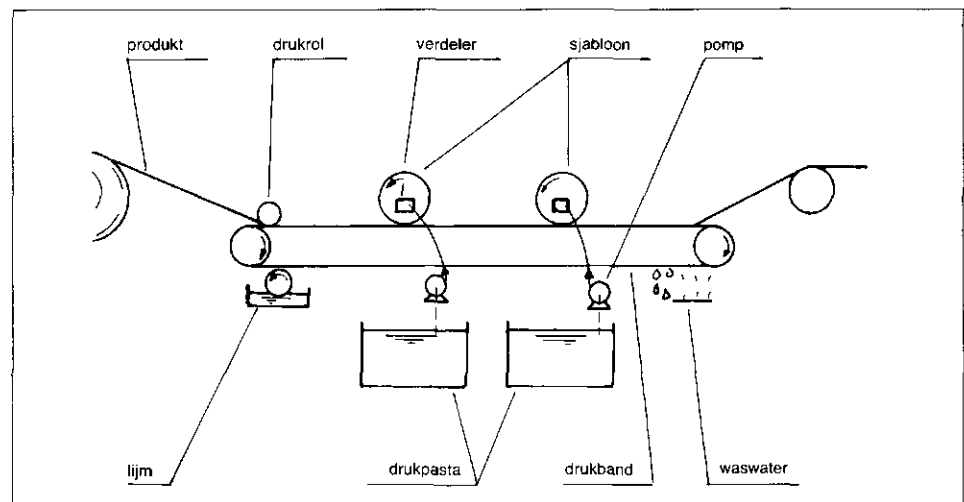 produkt drukrol verdeler sjabloon pomp
lijm drukpasta drukband waswater